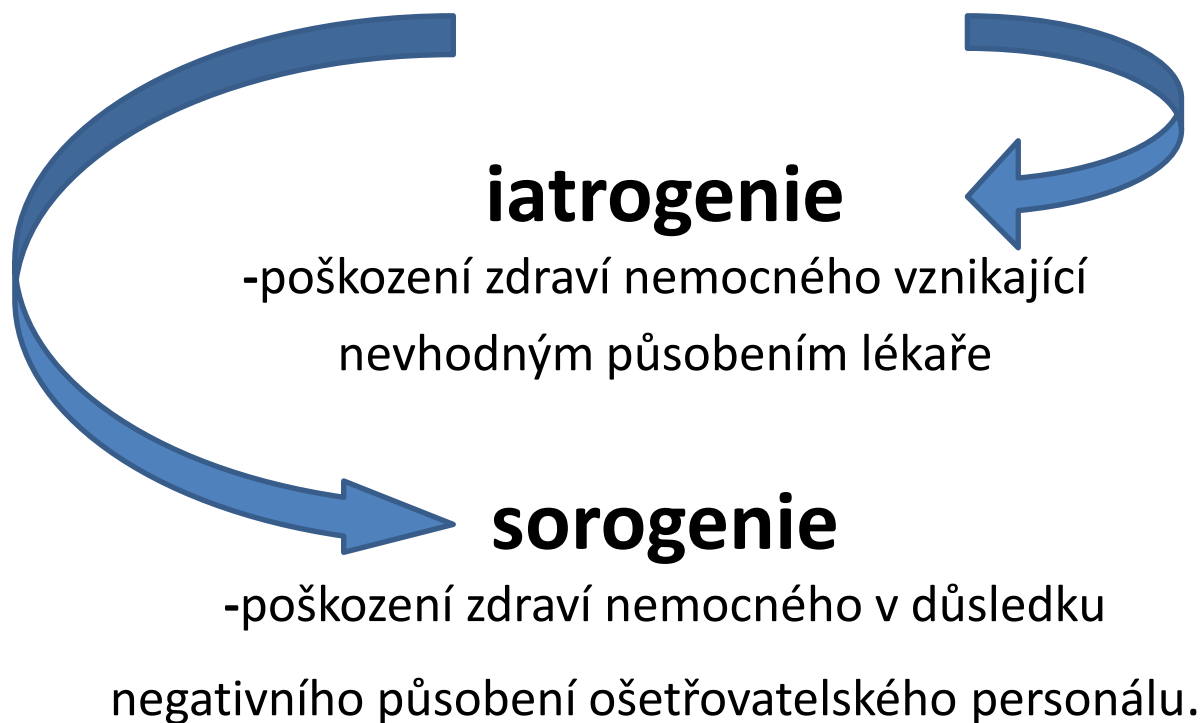 iatrogenie
-poškození zdraví nemocného vznikající
nevhodným působením lékaře
sorogenie
-poškození zdraví nemocného v důsledku
negativního působení ošetřovatelského personálu.